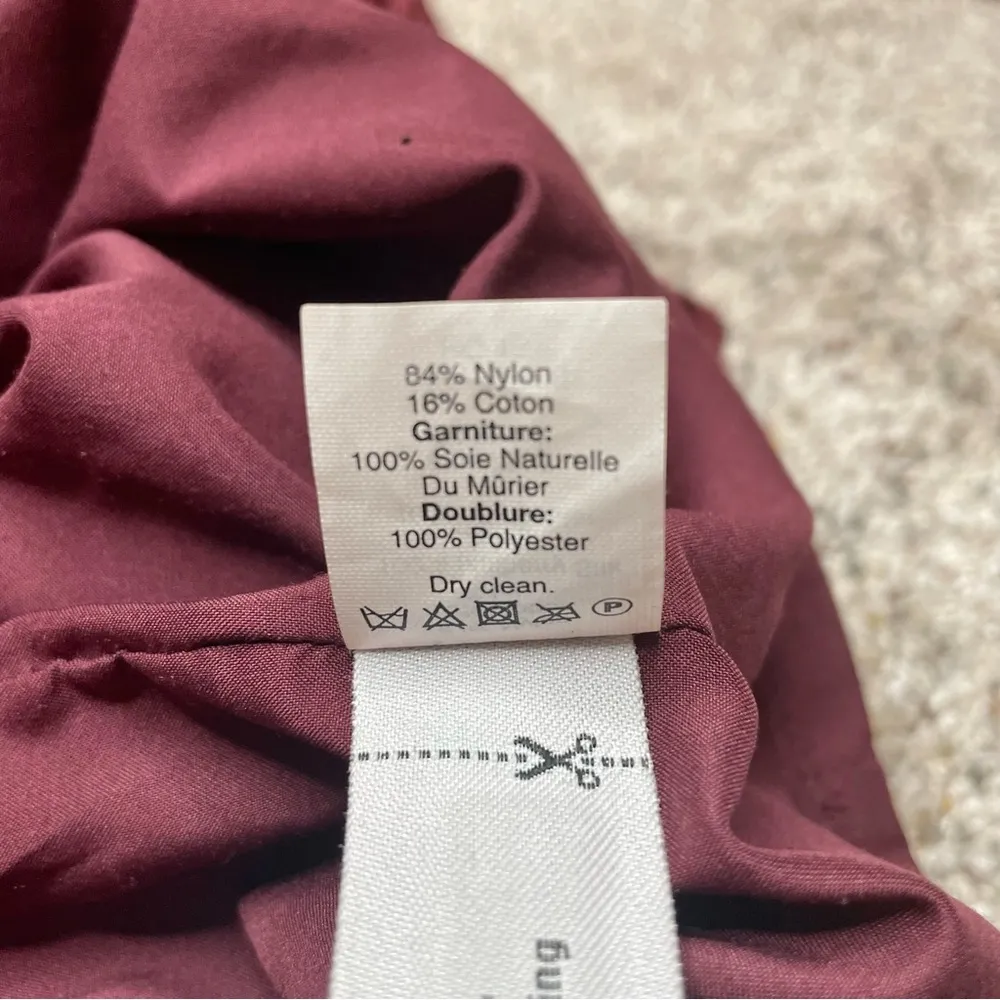 84% Nylon
16% Coton
Garniture:
100% Soie Naturelle
Du Mûrier
Doublure:
100% Polyester
Dry clean.
P